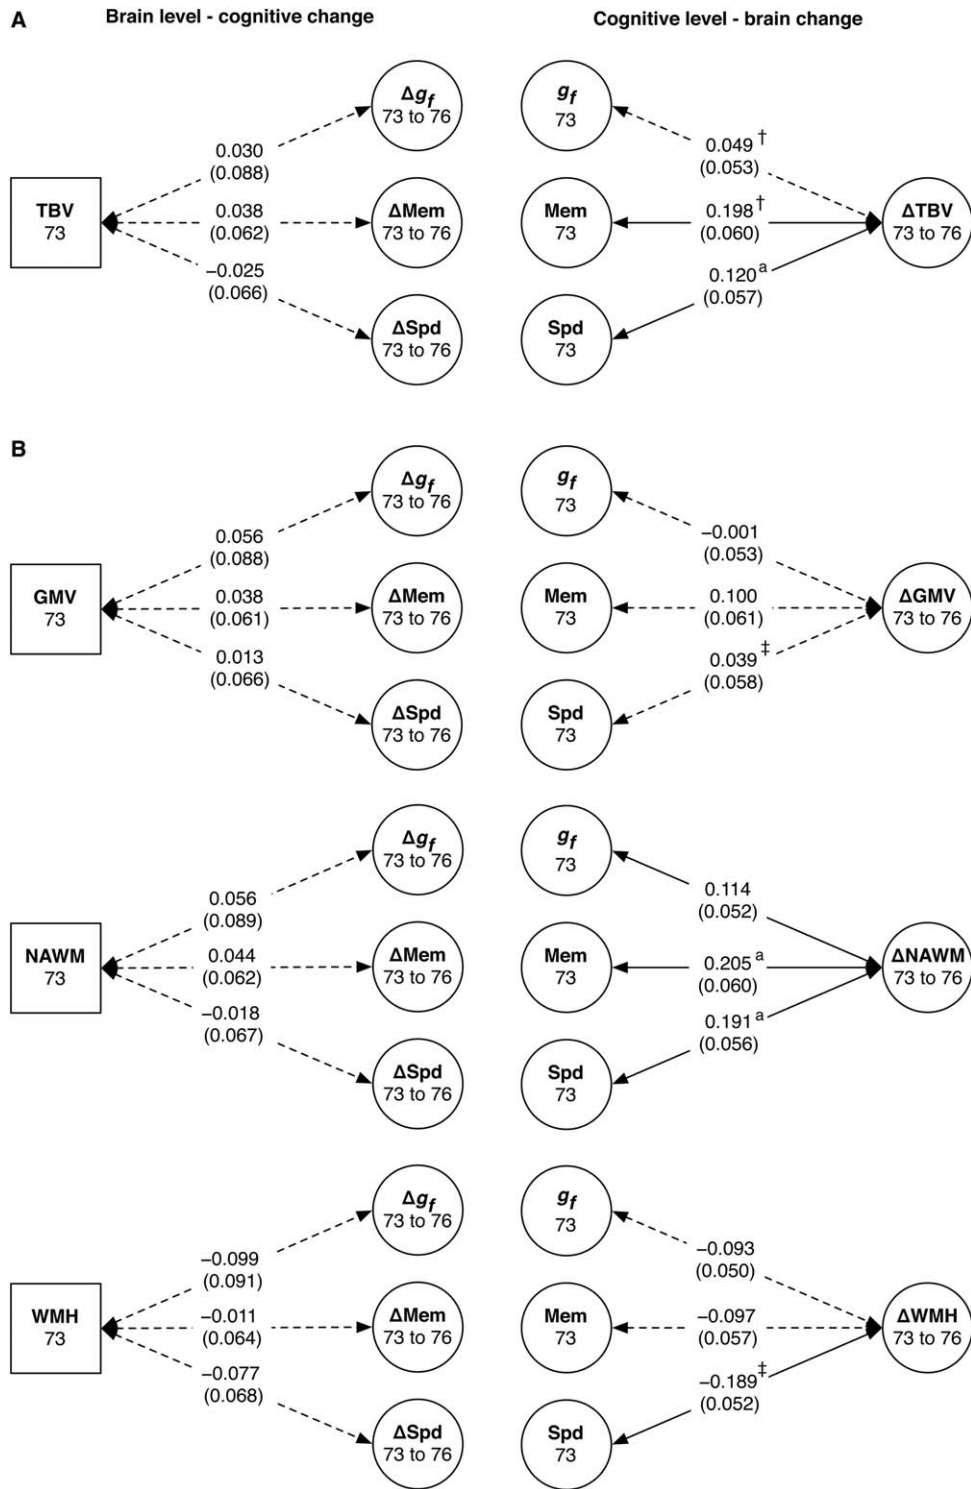 A
Brain level - cognitive change
Cognitive level - brain change
TBV
73
0.030
(0.088)
0.038
(0.062)
−0.025
(0.066)
Δgf
73 to 76
ΔMem
73 to 76
ΔSpd
73 to 76
gf
73
Mem
73
Spd
73
0.049†
(0.053)
0.198†
(0.060)
0.120a
(0.057)
ΔTBV
73 to 76
B
GMV
73
0.056
(0.088)
0.038
(0.061)
0.013
(0.066)
Δgf
73 to 76
ΔMem
73 to 76
ΔSpd
73 to 76
gf
73
Mem
73
Spd
73
−0.001
(0.053)
0.100
(0.061)
0.039‡
(0.058)
ΔGMV
73 to 76
NAWM
73
0.056
(0.089)
0.044
(0.062)
−0.018
(0.067)
Δgf
73 to 76
ΔMem
73 to 76
ΔSpd
73 to 76
gf
73
Mem
73
Spd
73
0.114
(0.052)
0.205a
(0.060)
0.191a
(0.056)
ΔNAWM
73 to 76
WMH
73
−0.099
(0.091)
−0.011
(0.064)
−0.077
(0.068)
Δgf
73 to 76
ΔMem
73 to 76
ΔSpd
73 to 76
gf
73
Mem
73
Spd
73
−0.093
(0.050)
−0.097
(0.057)
−0.189‡
(0.052)
ΔWMH
73 to 76